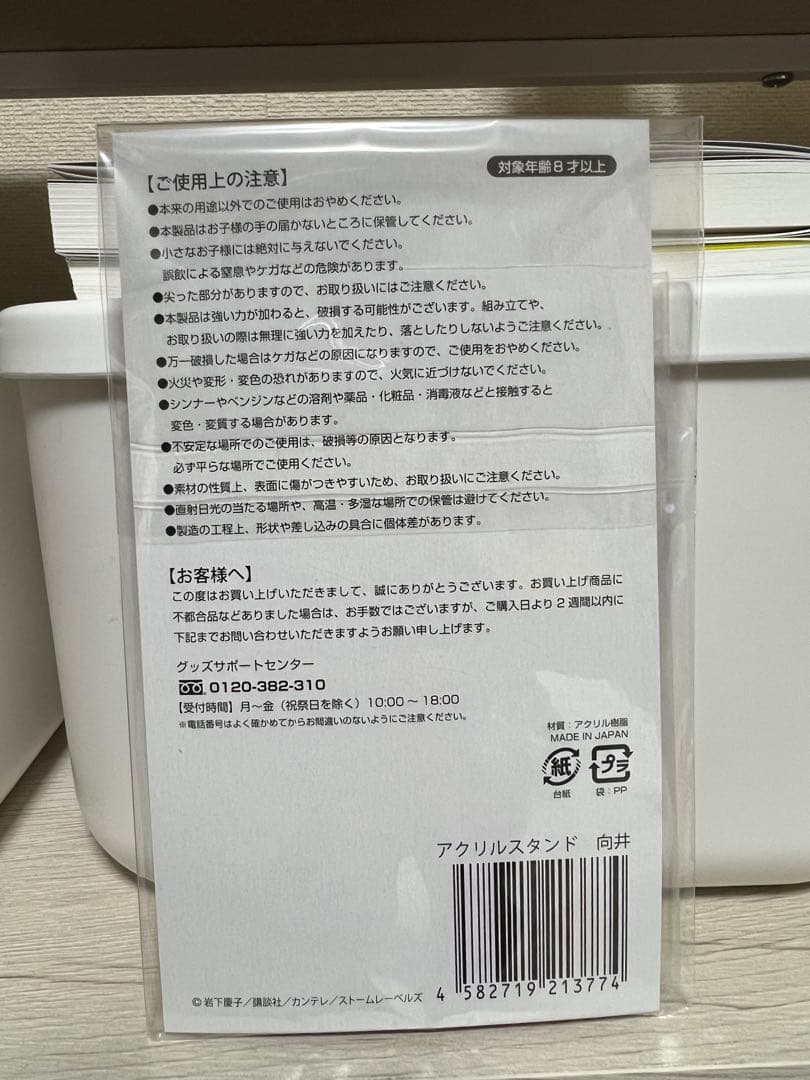 対象年齢8才以上
【ご使用上の注意】
●本来の用途以外でのご使用はおやめください。
●本製品はお子様の手の届かないところに保管してください。
●小さなお子様には絶対に与えないでください。
誤飲による窒息やケガなどの危険があります。
●尖った部分がありますので、お取り扱いにはご注意ください。
●本製品は強い力が加わると、破損する可能性がございます。組み立てや、
お取り扱いの際は無理に強い力を加えたり、落としたりしないようご注意ください。
●万一破損した場合はケガなどの原因になりますので、ご使用をおやめください。
●火災や変形・変色の恐れがありますので、火気に近づけないでください。
●シンナーやベンジンなどの溶剤や薬品・化粧品・消毒液などと接触すると
変色・変質する場合があります。
●不安定な場所でのご使用は、破損等の原因となります。
必ず平らな場所でご使用ください。
●素材の性質上、表面に傷がつきやすいため、お取り扱いにご注意ください。
●直射日光の当たる場所や、高温・多湿な場所での保管は避けてください。
●製造の工程上、形状や差し込みの具合に個体差があります。
【お客様へ】
この度はお買い上げいただきまして、誠にありがとうございます。お買い上げ商品に
不都合品などありました場合は、お手数ではございますが、ご購入日より2週間以内に
下記までお問い合わせいただきますようお願い申し上げます。
グッズサポートセンター
0120-382-310
【受付時間】月～金（祝祭日を除く）10:00～18:00
※電話番号はよく確かめてからお間違いのないようにご注意ください。
材質：アクリル樹脂
MADE IN JAPAN
紙 プラ
台紙 袋：PP
アクリルスタンド 向井
4 582719 213774
©岩下慶子／講談社／カンテレ／ストームレーベルズ